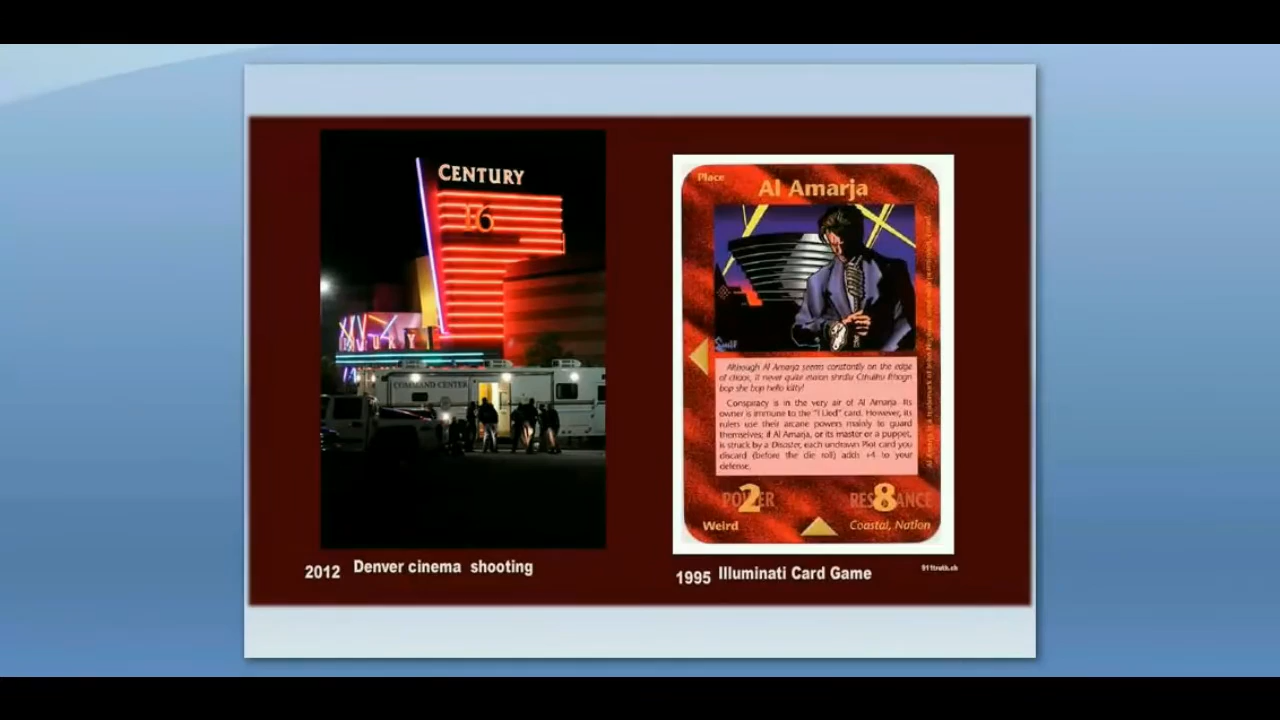 CENTURY
16
COMMAND CENTER
2012 Denver cinema shooting
Place
Al Amarja
Although Al Amarja seems constantly on the edge
of chaos, it never quite
Cthulhu fthagn
bop she bop hello kitty!
Conspiracy is in the very air of Al Amarja. Its
owner is immune to the "I Lied" card. However, its
rulers use their arcane powers mainly to guard
themselves; if Al Amarja, or its master or a puppet,
is struck by a Disaster, each undrawn Plot card you
discard (before the die roll) adds +4 to your
defense.
POWER 2
RESISTANCE 8
Weird
Coastal, Nation
1995 Illuminati Card Game
911truth.ch